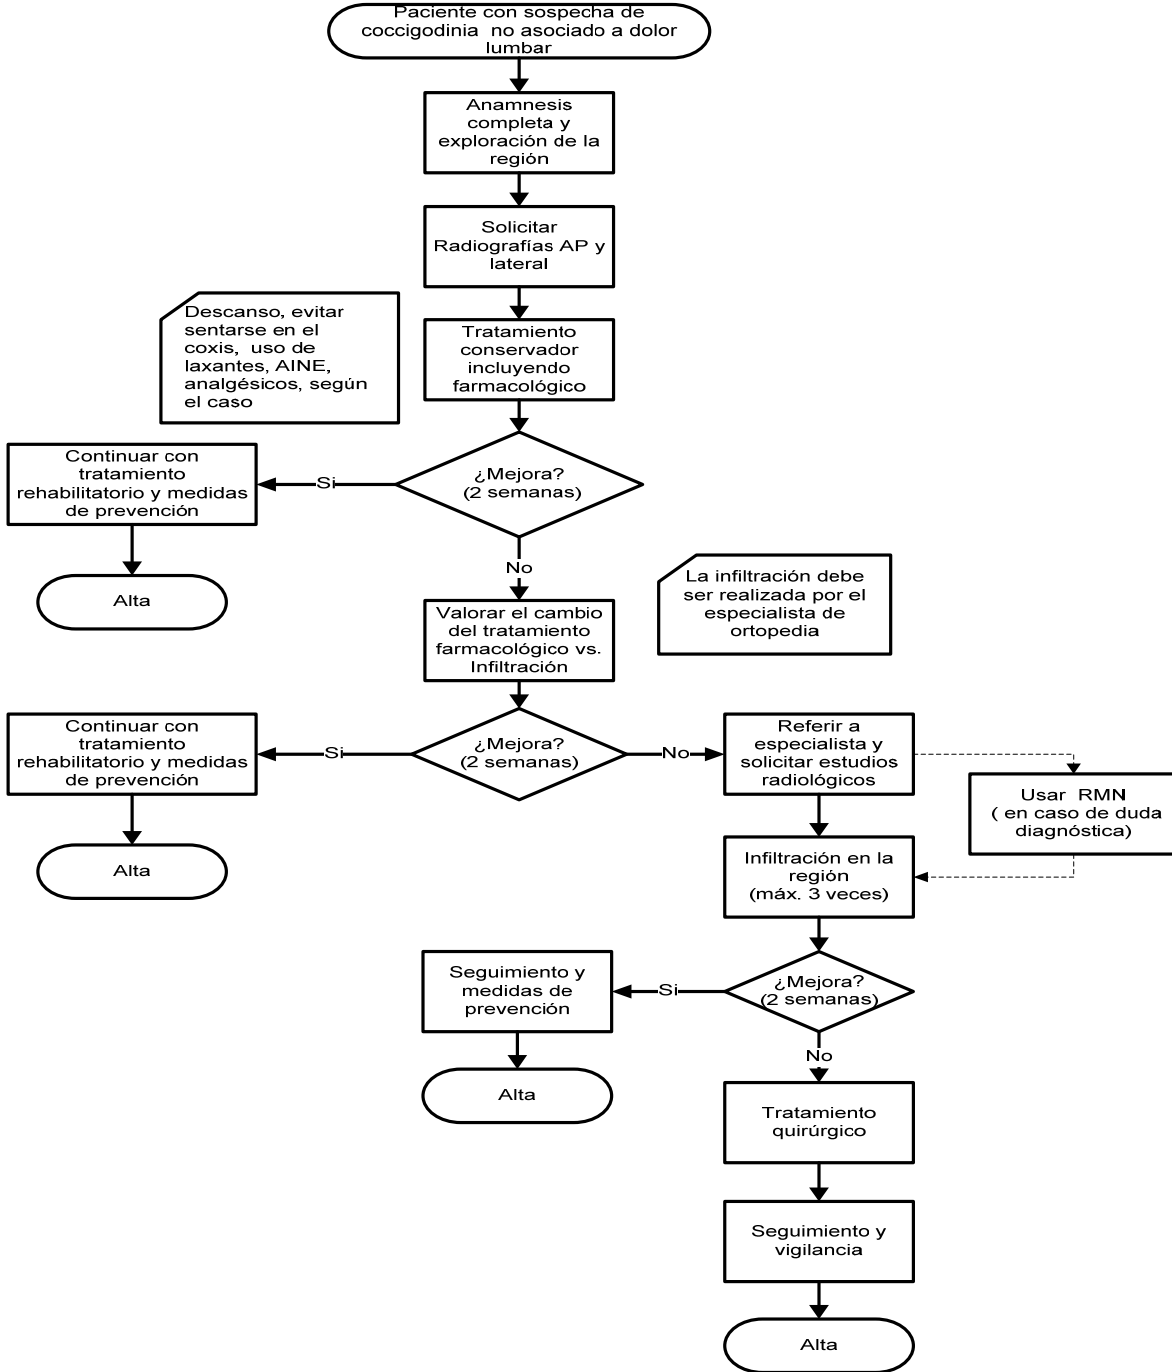 Paciente con sospecha de
coccigodinia no asociado a dolor
lumbar
Anamnesis
completa y
exploración de la
región
Solicitar
Radiografías AP y
lateral
Descanso, evitar
sentarse en el
coxis, uso de
laxantes, AINE,
analgésicos, según
el caso
Tratamiento
conservador
incluyendo
farmacológico
¿Mejora?
(2 semanas)
Si
Continuar con
tratamiento
rehabilitatorio y medidas
de prevención
Alta
No
La infiltración debe
ser realizada por el
especialista de
ortopedia
Valorar el cambio
del tratamiento
farmacológico vs.
Infiltración
¿Mejora?
(2 semanas)
Si
Continuar con
tratamiento
rehabilitatorio y medidas
de prevención
Alta
No
Referir a
especialista y
solicitar estudios
radiológicos
Usar RMN
( en caso de duda
diagnóstica)
Infiltración en la
región
(máx. 3 veces)
¿Mejora?
(2 semanas)
Si
Seguimiento y
medidas de
prevención
Alta
No
Tratamiento
quirúrgico
Seguimiento y
vigilancia
Alta